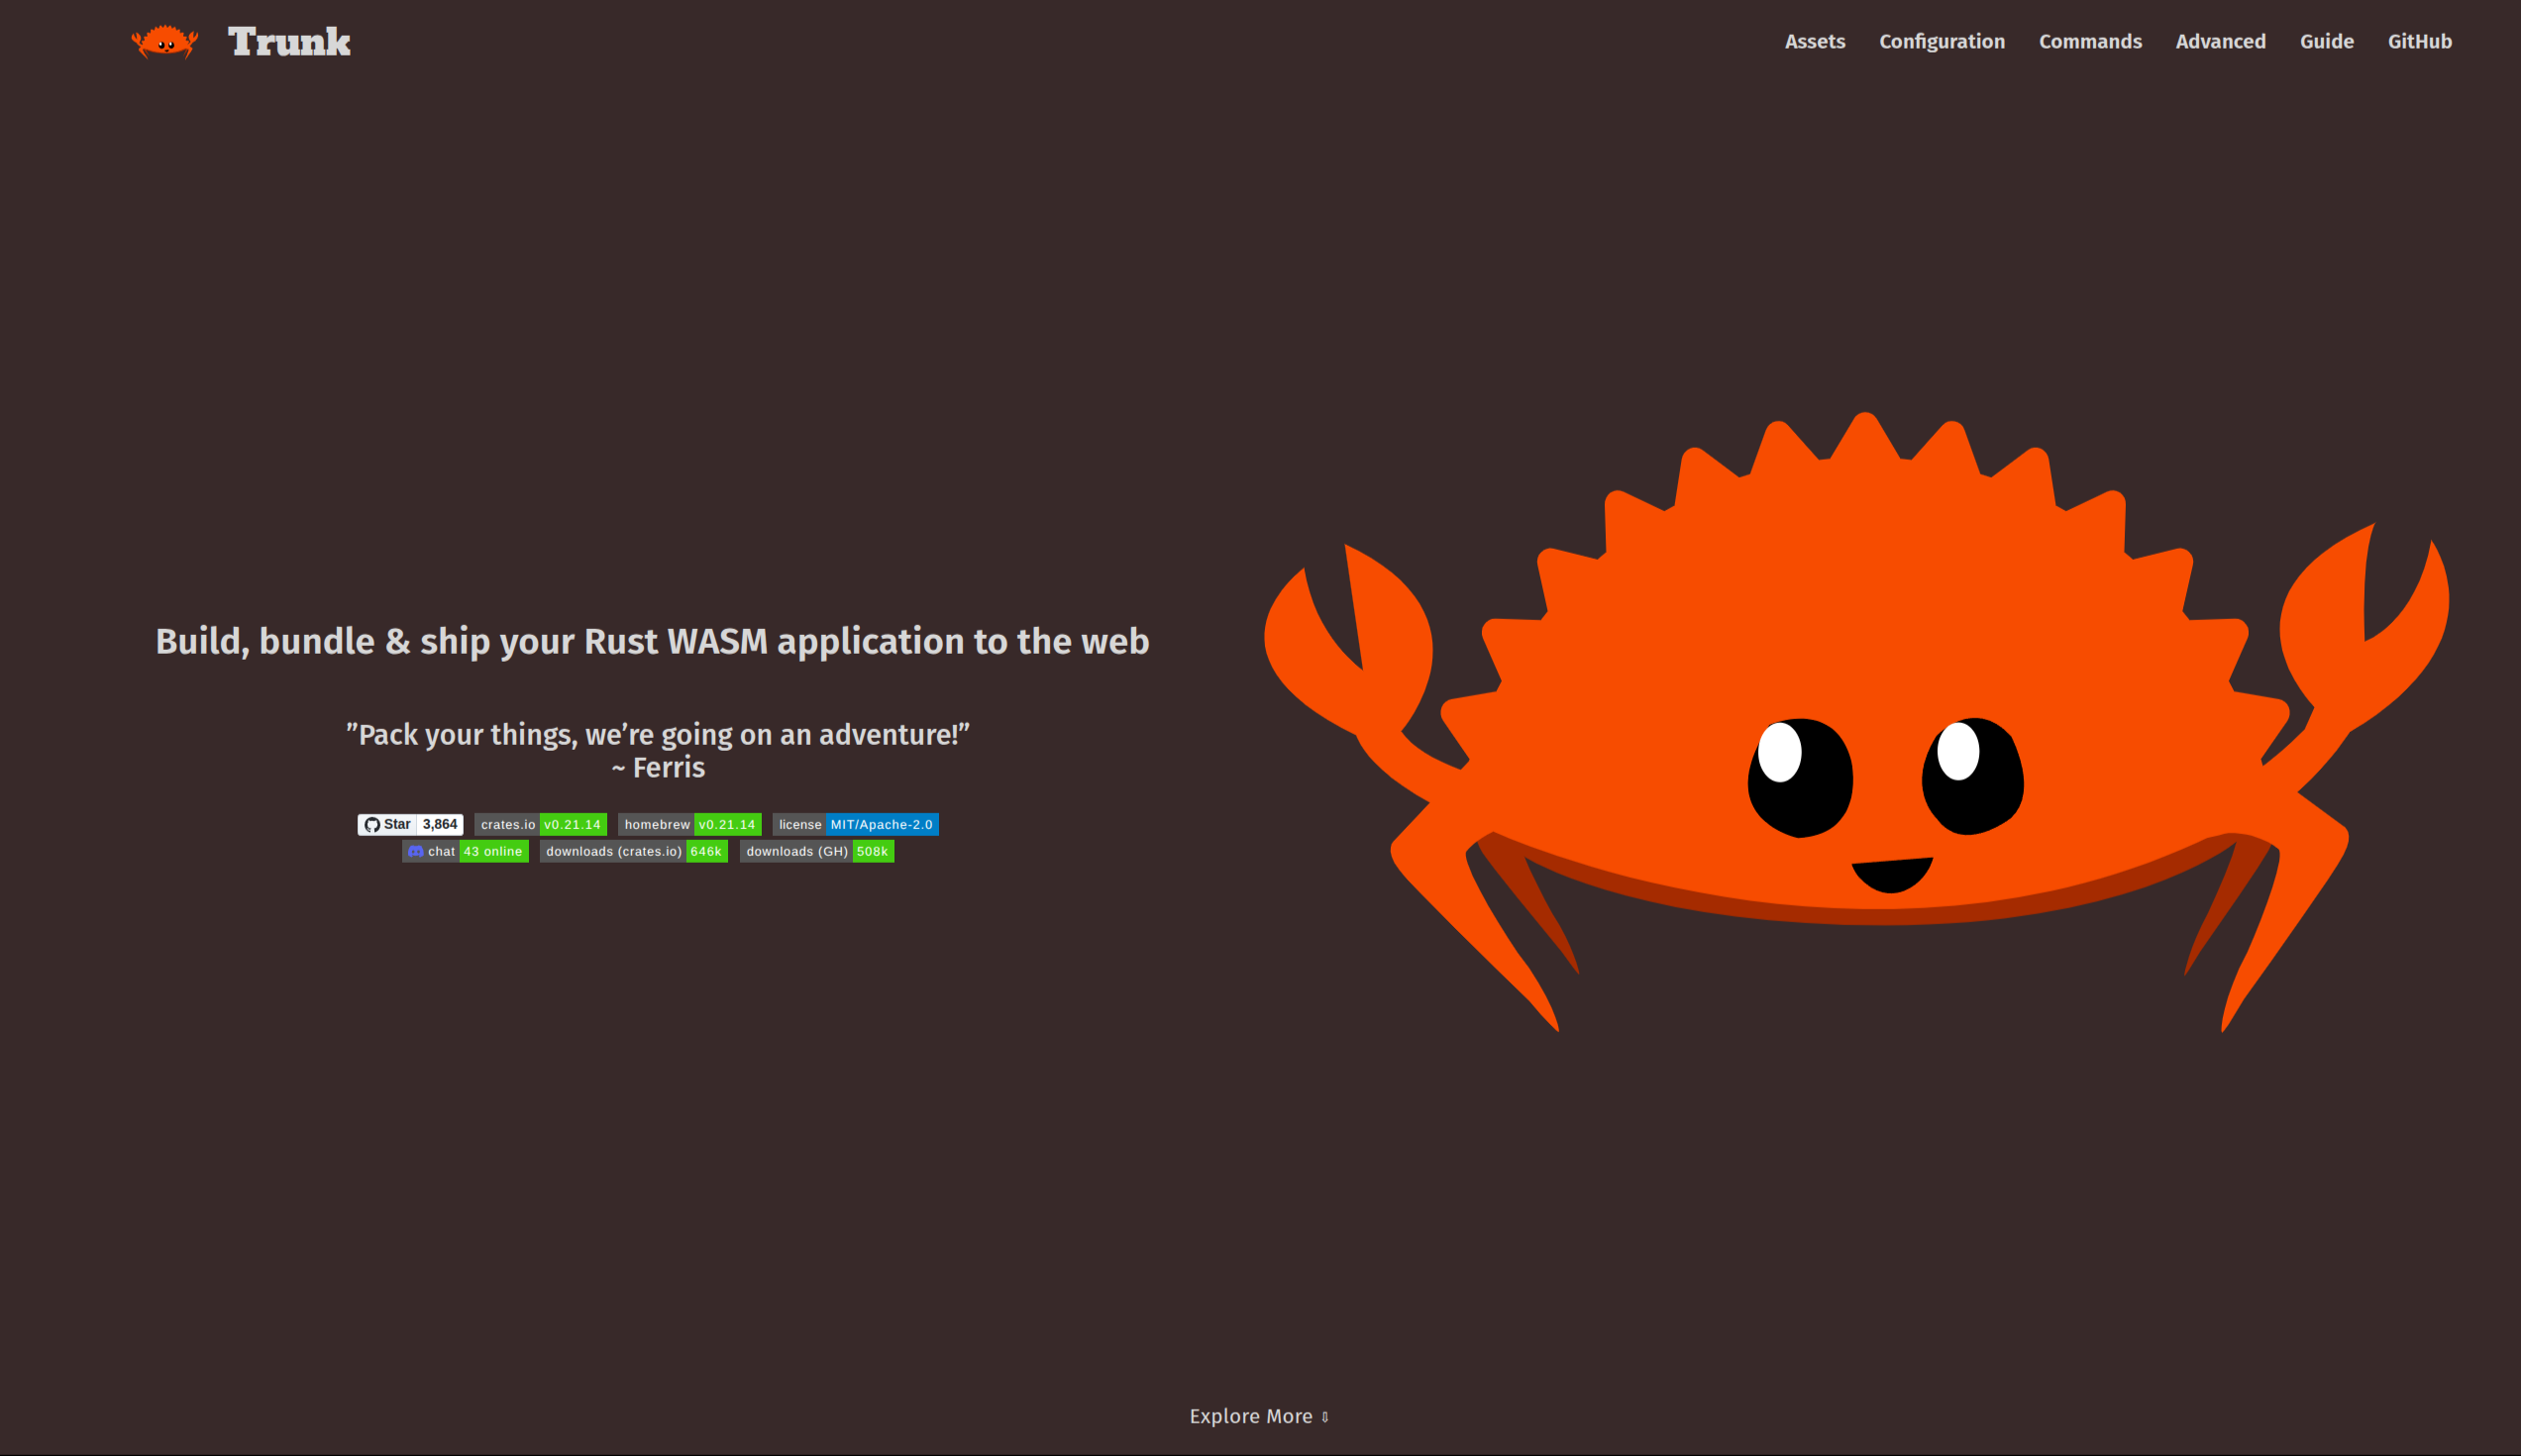 Trunk
Assets Configuration Commands Advanced Guide GitHub
Build, bundle & ship your Rust WASM application to the web
”Pack your things, we’re going on an adventure!”
~ Ferris
Star 3,864 crates.io v0.21.14 homebrew v0.21.14 license MIT/Apache-2.0
chat 43 online downloads (crates.io) 646k downloads (GH) 508k
Explore More ⇩